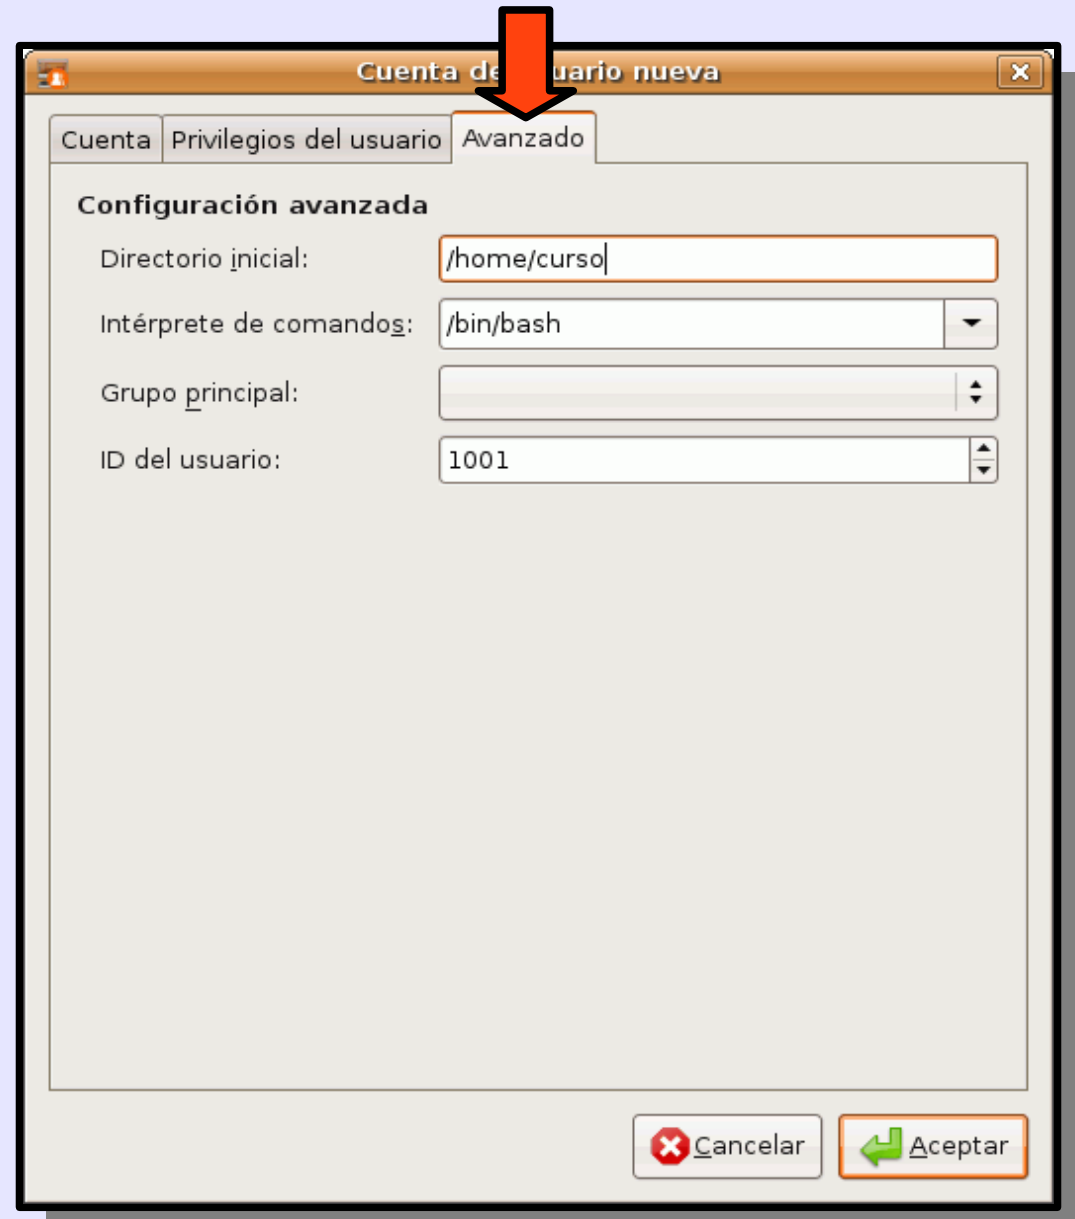 Cuenta de uario nueva
Cuenta Privilegios del usuario Avanzado
Configuración avanzada
Directorio inicial: /home/curso
Intérprete de comandos: /bin/bash
Grupo principal:
ID del usuario: 1001
Cancelar Aceptar